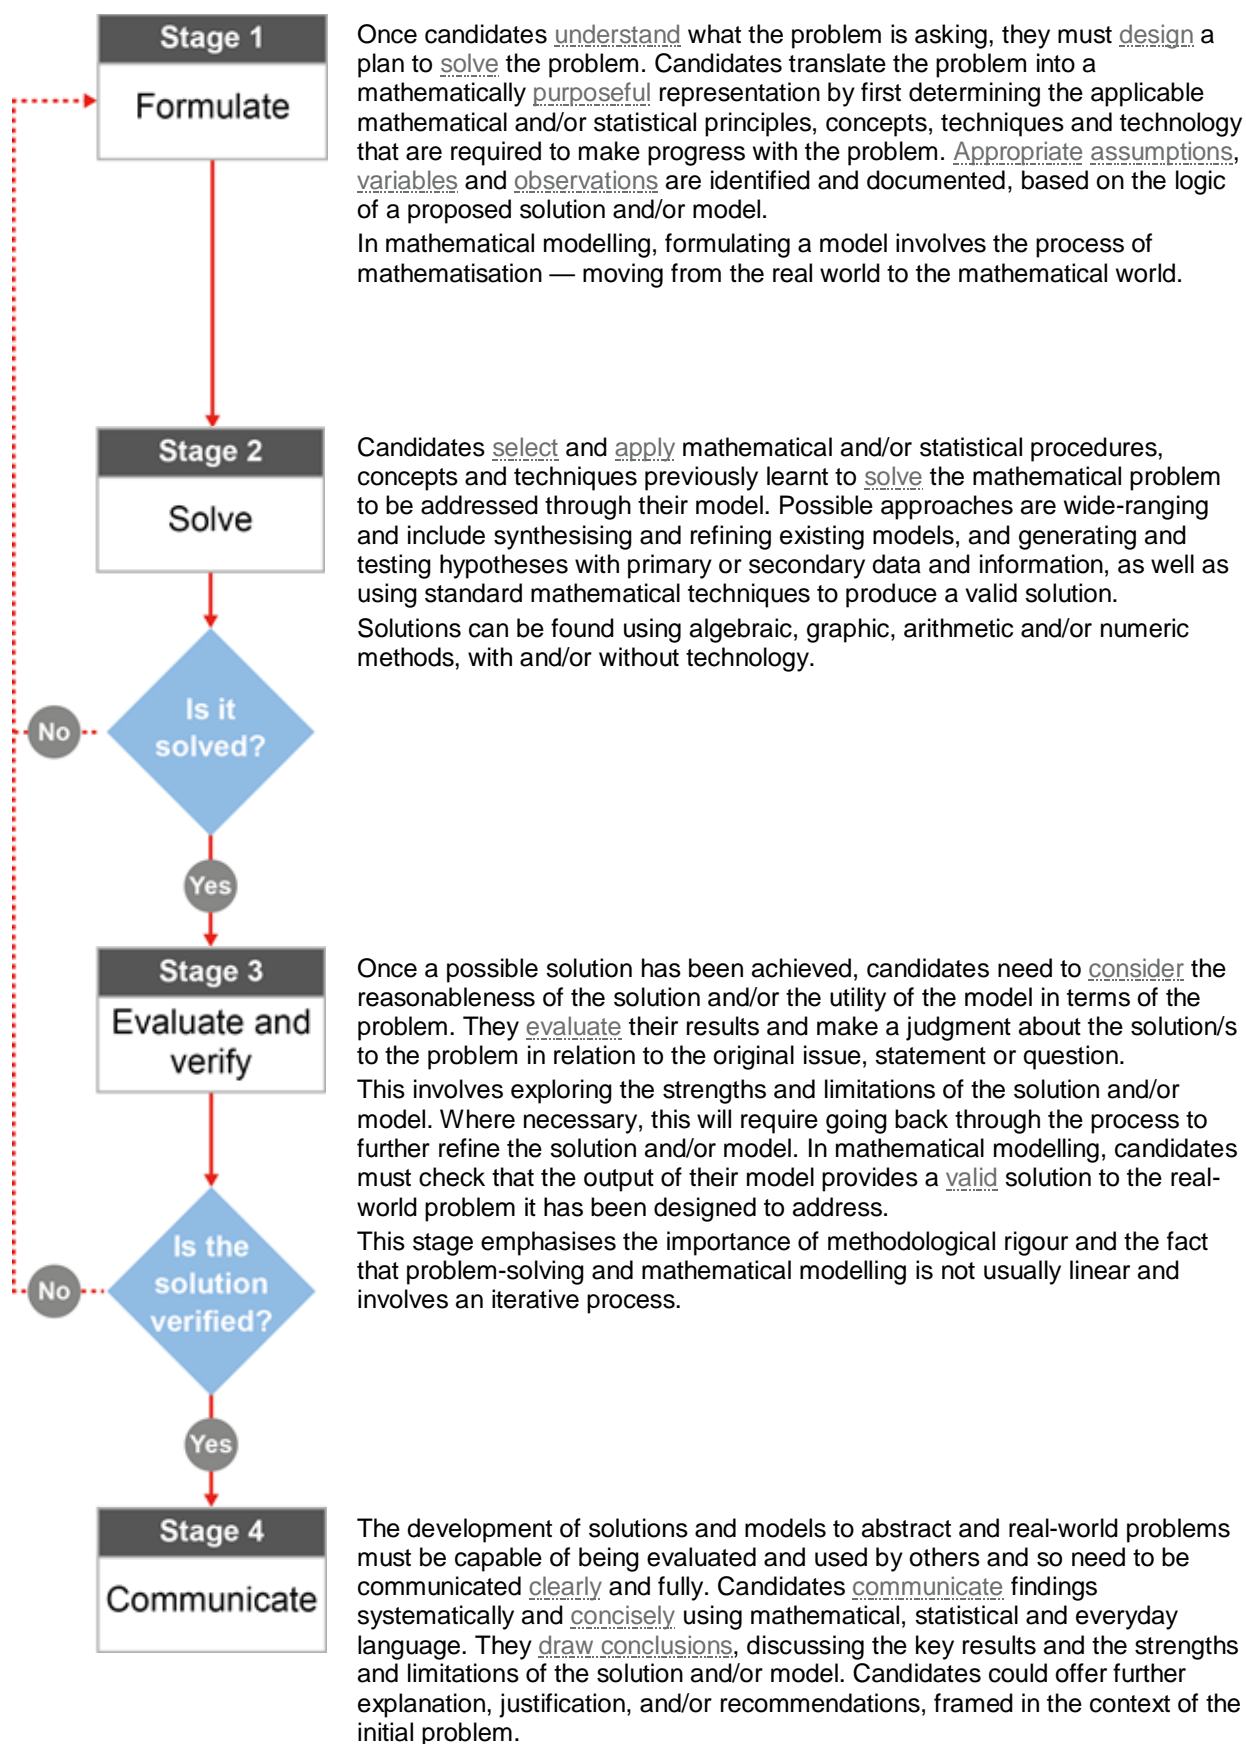 Stage 1
Formulate
Once candidates understand what the problem is asking, they must design a
plan to solve the problem. Candidates translate the problem into a
mathematically purposeful representation by first determining the applicable
mathematical and/or statistical principles, concepts, techniques and technology
that are required to make progress with the problem. Appropriate assumptions,
variables and observations are identified and documented, based on the logic
of a proposed solution and/or model.
In mathematical modelling, formulating a model involves the process of
mathematisation — moving from the real world to the mathematical world.
Stage 2
Solve
Candidates select and apply mathematical and/or statistical procedures,
concepts and techniques previously learnt to solve the mathematical problem
to be addressed through their model. Possible approaches are wide-ranging
and include synthesising and refining existing models, and generating and
testing hypotheses with primary or secondary data and information, as well as
using standard mathematical techniques to produce a valid solution.
Solutions can be found using algebraic, graphic, arithmetic and/or numeric
methods, with and/or without technology.
Is it
solved?
No
Yes
Stage 3
Evaluate and
verify
Once a possible solution has been achieved, candidates need to consider the
reasonableness of the solution and/or the utility of the model in terms of the
problem. They evaluate their results and make a judgment about the solution/s
to the problem in relation to the original issue, statement or question.
This involves exploring the strengths and limitations of the solution and/or
model. Where necessary, this will require going back through the process to
further refine the solution and/or model. In mathematical modelling, candidates
must check that the output of their model provides a valid solution to the real-
world problem it has been designed to address.
This stage emphasises the importance of methodological rigour and the fact
that problem-solving and mathematical modelling is not usually linear and
involves an iterative process.
Is the
solution
verified?
No
Yes
Stage 4
Communicate
The development of solutions and models to abstract and real-world problems
must be capable of being evaluated and used by others and so need to be
communicated clearly and fully. Candidates communicate findings
systematically and concisely using mathematical, statistical and everyday
language. They draw conclusions, discussing the key results and the strengths
and limitations of the solution and/or model. Candidates could offer further
explanation, justification, and/or recommendations, framed in the context of the
initial problem.